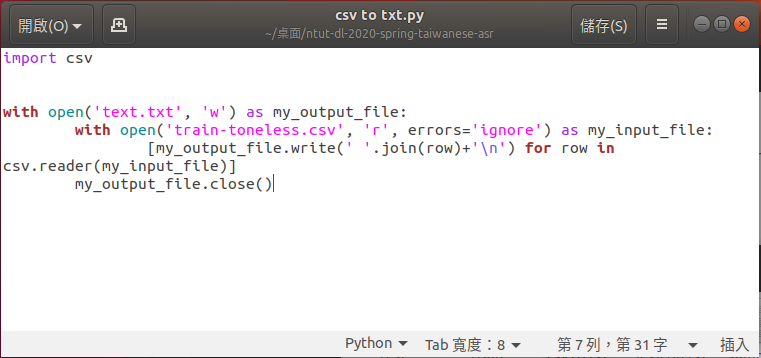 開啟(O)
csv to txt.py
~/桌面/ntut-dl-2020-spring-taiwanese-asr
儲存(S)
import csv
with open('text.txt', 'w') as my_output_file:
with open('train-toneless.csv', 'r', errors='ignore') as my_input_file:
[my_output_file.write(' '.join(row)+'\n') for row in
csv.reader(my_input_file)]
my_output_file.close()
Python
Tab 寬度：8
第 7 列，第 31 字
插入